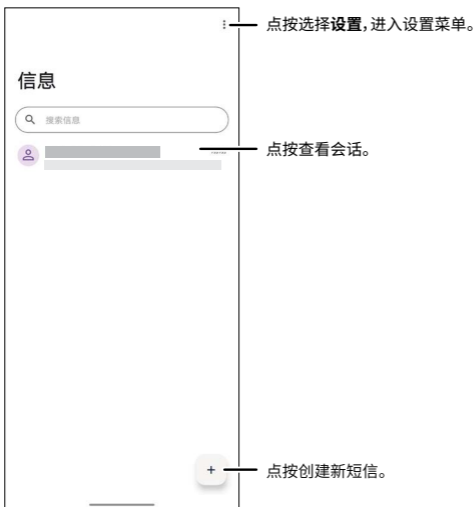 点按选择设置，进入设置菜单。
信息
搜索信息
点按查看会话。
+
点按创建新短信。